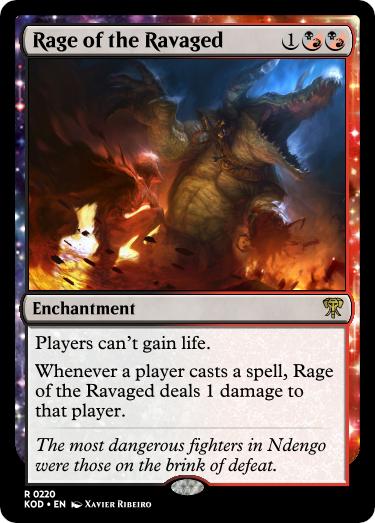 Rage of the Ravaged 1
Enchantment
Players can't gain life.
Whenever a player casts a spell, Rage
of the Ravaged deals 1 damage to
that player.
The most dangerous fighters in Ndengo
were those on the brink of defeat.
R 0220
KOD • EN Xavier Ribeiro